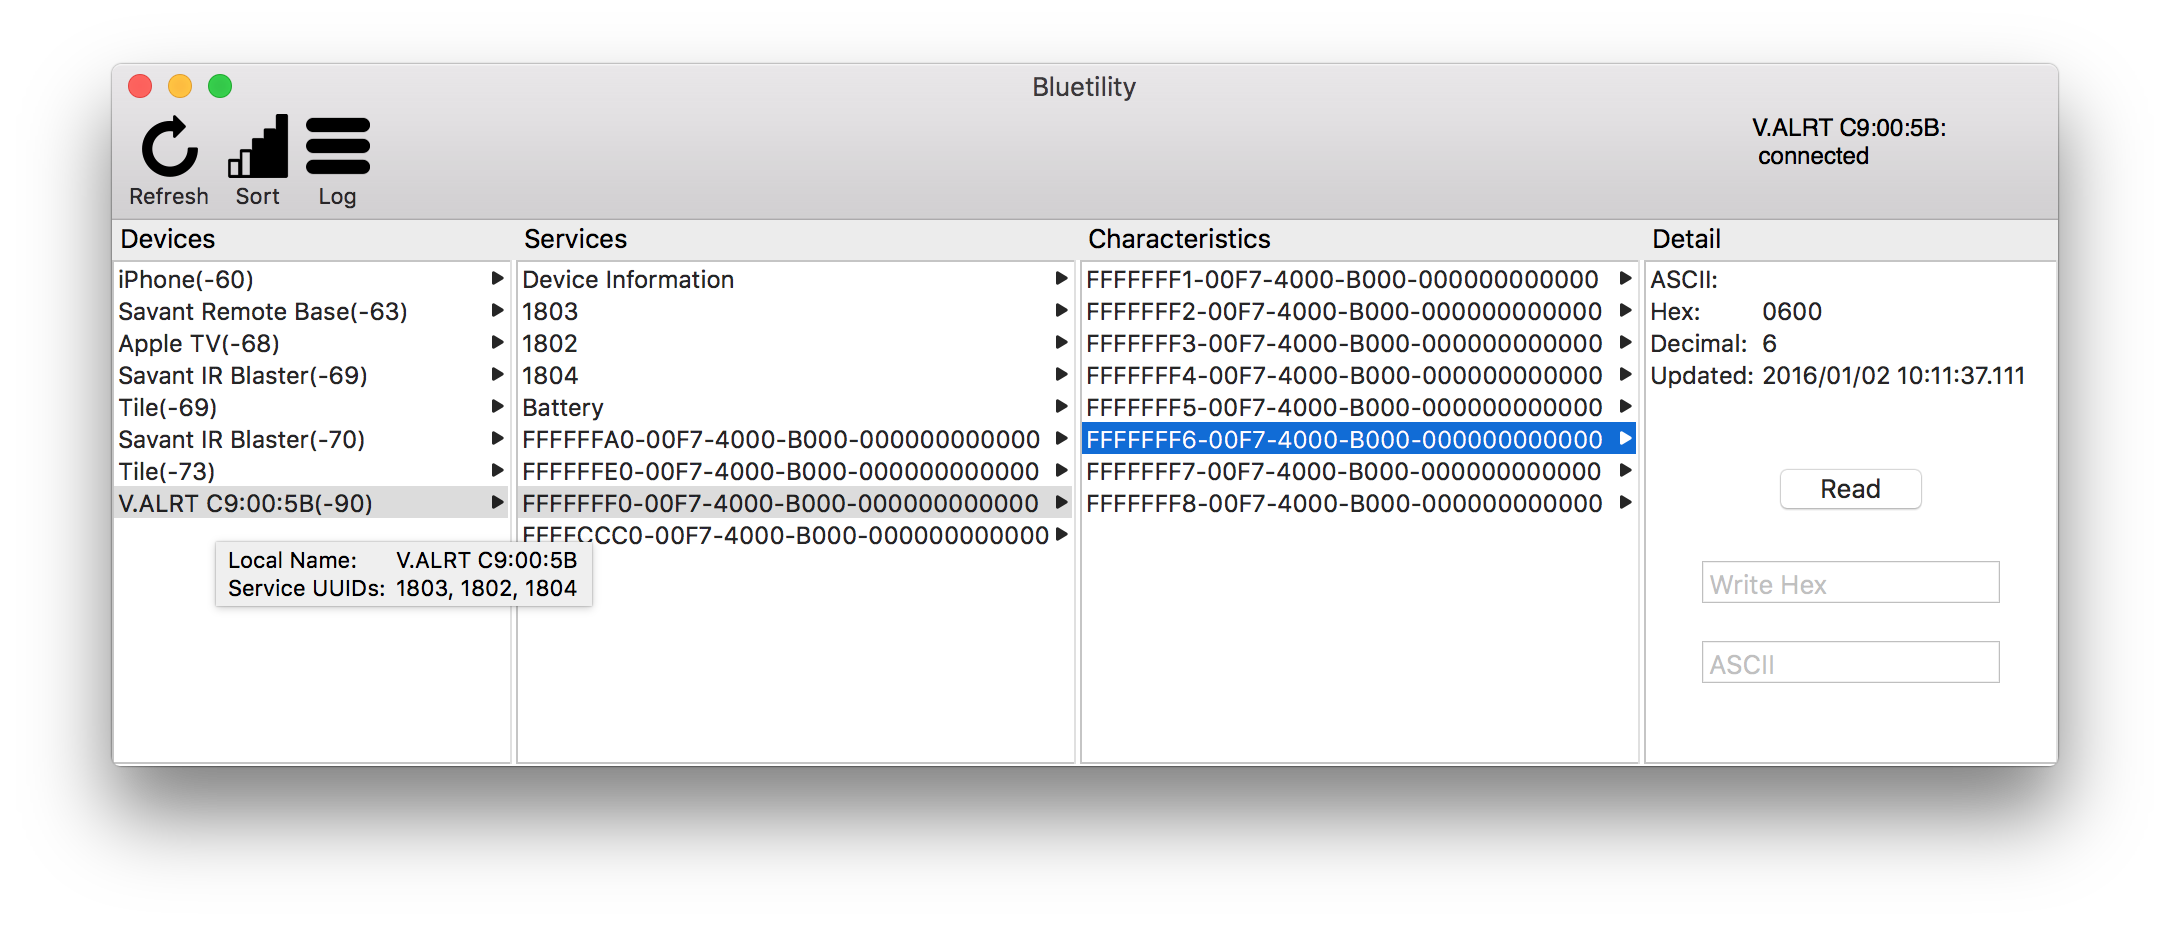 Bluetility
Refresh
Sort
Log
V.ALRT C9:00:5B:
connected
Devices
iPhone(-60)
Savant Remote Base(-63)
Apple TV(-68)
Savant IR Blaster(-69)
Tile(-69)
Savant IR Blaster(-70)
Tile(-73)
V.ALRT C9:00:5B(-90)
Local Name: V.ALRT C9:00:5B
Service UUIDs: 1803, 1802, 1804
Services
Device Information
1803
1802
1804
Battery
FFFFFFA0-00F7-4000-B000-000000000000
FFFFFFE0-00F7-4000-B000-000000000000
FFFFFFF0-00F7-4000-B000-000000000000
FFFFCCC0-00F7-4000-B000-000000000000
Characteristics
FFFFFFF1-00F7-4000-B000-000000000000
FFFFFFF2-00F7-4000-B000-000000000000
FFFFFFF3-00F7-4000-B000-000000000000
FFFFFFF4-00F7-4000-B000-000000000000
FFFFFFF5-00F7-4000-B000-000000000000
FFFFFFF6-00F7-4000-B000-000000000000
FFFFFFF7-00F7-4000-B000-000000000000
FFFFFFF8-00F7-4000-B000-000000000000
Detail
ASCII:
Hex: 0600
Decimal: 6
Updated: 2016/01/02 10:11:37.111
Read
Write Hex
ASCII